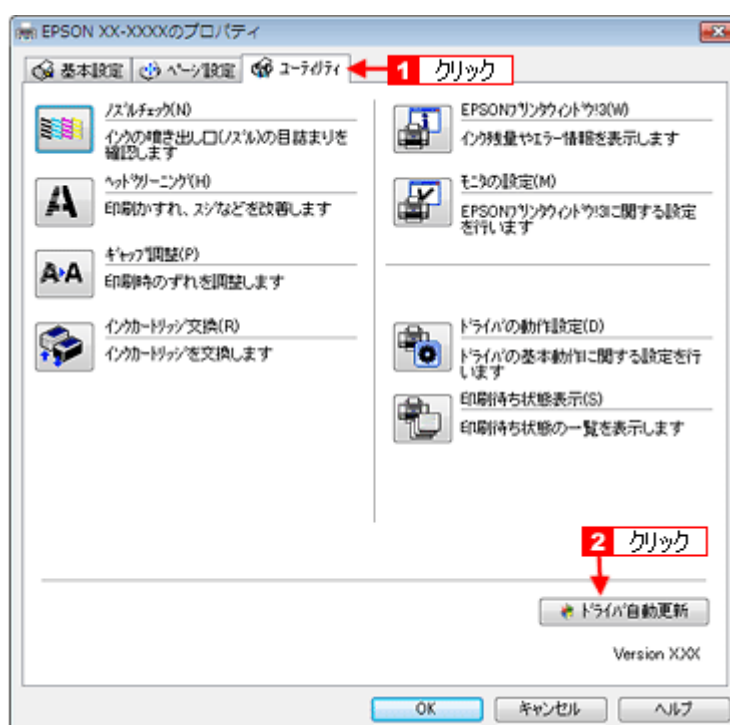 EPSON XX-XXXXのプロパティ
基本設定
ページ設定
ユーティリティ
1 クリック
ノズルチェック(N)
インクの噴き出し口(ノズル)の目詰まりを
確認します
ヘッドクリーニング(H)
印刷かすれ、スジなどを改善します
ギャップ調整(P)
印刷時のずれを調整します
インクカートリッジ交換(R)
インクカートリッジを交換します
EPSONプリンタウィンドウ!3(W)
インク残量やエラー情報を表示します
モニタの設定(M)
EPSONプリンタウィンドウ!3に関する設定
を行います
ドライバの動作設定(D)
ドライバの基本動作に関する設定を行
います
印刷待ち状態表示(S)
印刷待ち状態の一覧を表示します
2 クリック
ドライバ自動更新
Version X.XX
OK
キャンセル
ヘルプ